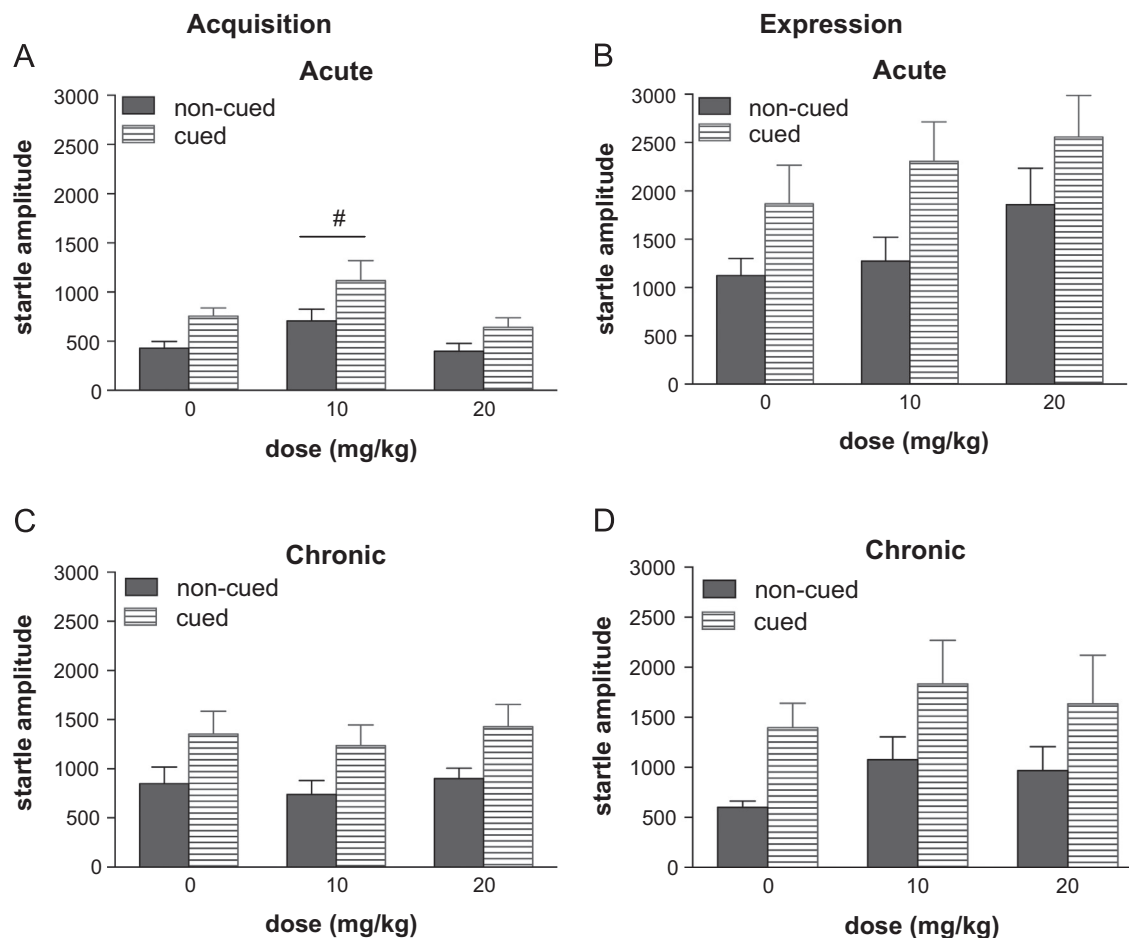 Acquisition
Expression
A
Acute
3000
2500
2000
1500
1000
500
0
startle amplitude
non-cued
cued
#
0 10 20
dose (mg/kg)
B
Acute
3000
2500
2000
1500
1000
500
0
startle amplitude
non-cued
cued
0 10 20
dose (mg/kg)
C
Chronic
3000
2500
2000
1500
1000
500
0
startle amplitude
non-cued
cued
0 10 20
dose (mg/kg)
D
Chronic
3000
2500
2000
1500
1000
500
0
startle amplitude
non-cued
cued
0 10 20
dose (mg/kg)